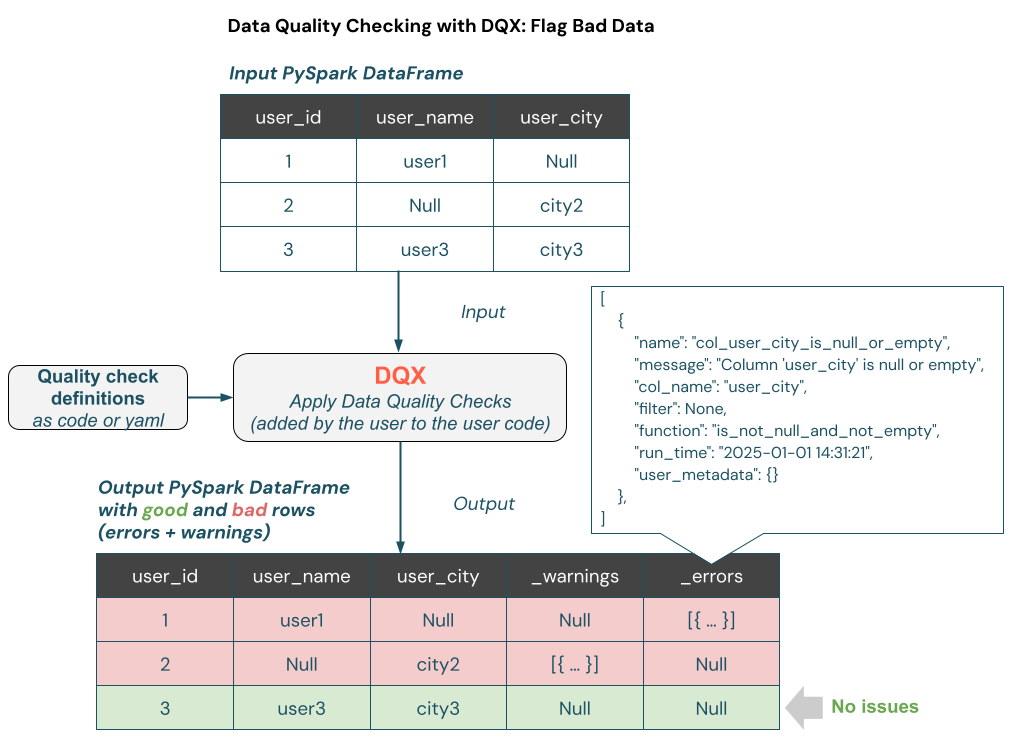 Data Quality Checking with DQX: Flag Bad Data
Input PySpark DataFrame
user_id user_name user_city
1 user1 Null
2 Null city2
3 user3 city3
Input
[
{
"name": "col_user_city_is_null_or_empty",
"message": "Column 'user_city' is null or empty",
"col_name": "user_city",
"filter": None,
"function": "is_not_null_and_not_empty",
"run_time": "2025-01-01 14:31:21",
"user_metadata": {}
},
]
Quality check
definitions
as code or yaml
DQX
Apply Data Quality Checks
(added by the user to the user code)
Output PySpark DataFrame
with good and bad rows
(errors + warnings)
Output
user_id user_name user_city _warnings _errors
1 user1 Null Null [{ ... }]
2 Null city2 [{ ... }] Null
3 user3 city3 Null Null
No issues